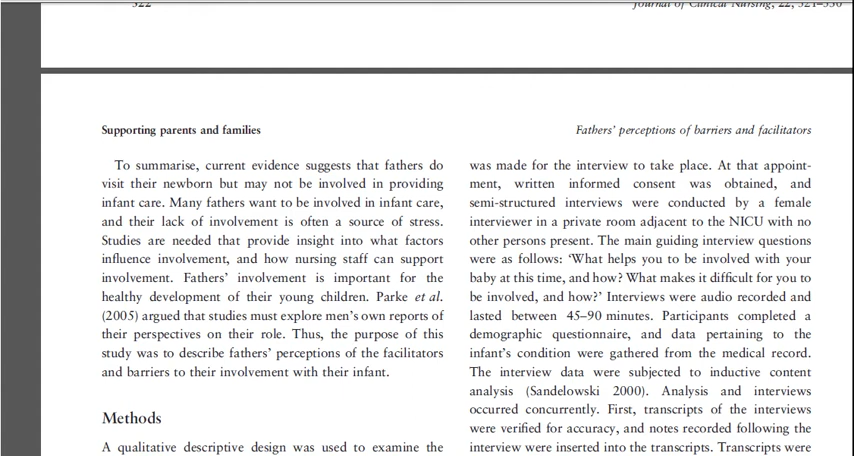 322
Journal of Clinical Nursing, 22, 321–330
Supporting parents and families
Fathers' perceptions of barriers and facilitators
To summarise, current evidence suggests that fathers do
visit their newborn but may not be involved in providing
infant care. Many fathers want to be involved in infant care,
and their lack of involvement is often a source of stress.
Studies are needed that provide insight into what factors
influence involvement, and how nursing staff can support
involvement. Fathers' involvement is important for the
healthy development of their young children. Parke et al.
(2005) argued that studies must explore men's own reports of
their perspectives on their role. Thus, the purpose of this
study was to describe fathers' perceptions of the facilitators
and barriers to their involvement with their infant.
Methods
A qualitative descriptive design was used to examine the
was made for the interview to take place. At that appoint-
ment, written informed consent was obtained, and
semi-structured interviews were conducted by a female
interviewer in a private room adjacent to the NICU with no
other persons present. The main guiding interview questions
were as follows: 'What helps you to be involved with your
baby at this time, and how? What makes it difficult for you to
be involved, and how?' Interviews were audio recorded and
lasted between 45–90 minutes. Participants completed a
demographic questionnaire, and data pertaining to the
infant's condition were gathered from the medical record.
The interview data were subjected to inductive content
analysis (Sandelowski 2000). Analysis and interviews
occurred concurrently. First, transcripts of the interviews
were verified for accuracy, and notes recorded following the
interview were inserted into the transcripts. Transcripts were